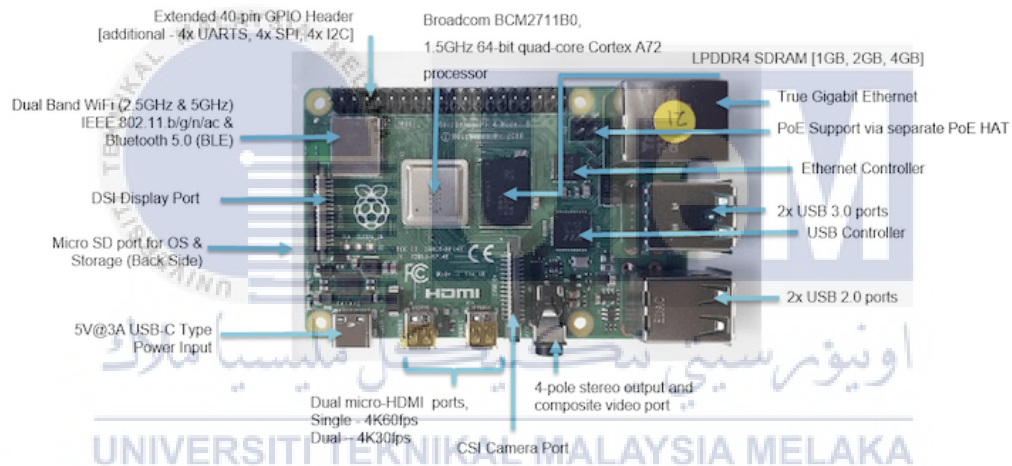 Extended 40-pin GPIO Header
[additional - 4x UARTS, 4x SPI, 4x I2C]
Broadcom BCM2711B0,
1.5GHz 64-bit quad-core Cortex A72
processor
LPDDR4 SDRAM [1GB, 2GB, 4GB]
Dual Band WiFi (2.5GHz & 5GHz)
IEEE 802.11.b/g/n/ac &
Bluetooth 5.0 (BLE)
True Gigabit Ethernet
PoE Support via separate PoE HAT
Ethernet Controller
DSI Display Port
2x USB 3.0 ports
USB Controller
Micro SD port for OS &
Storage (Back Side)
2x USB 2.0 ports
5V@3A USB-C Type
Power Input
4-pole stereo output and
composite video port
Dual micro-HDMI ports,
Single - 4K60fps
Dual - 4K30fps
CSI Camera Port
21
CE
FC
HDMI
اونيۏرسيتي تيكنيكل مليسيا ملاك
UNIVERSITI TEKNIKAL MALAYSIA MELAKA